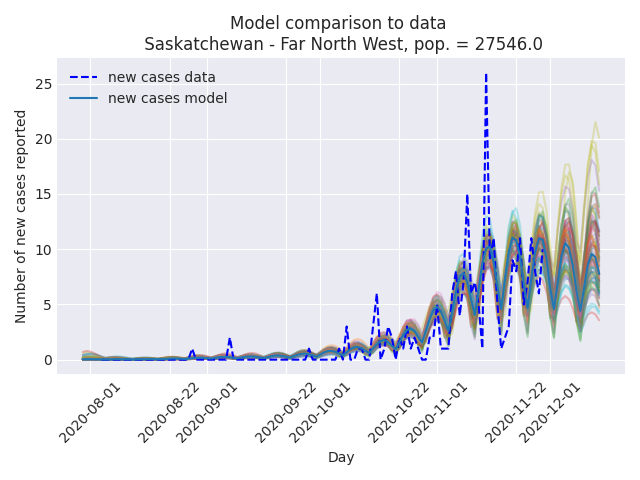 Model comparison to data
Saskatchewan - Far North West, pop. = 27546.0
new cases data
new cases model
Number of new cases reported
25
20
15
10
5
0
2020-08-01
2020-08-22
2020-09-01
2020-09-22
2020-10-01
2020-10-22
2020-11-01
2020-11-22
2020-12-01
Day